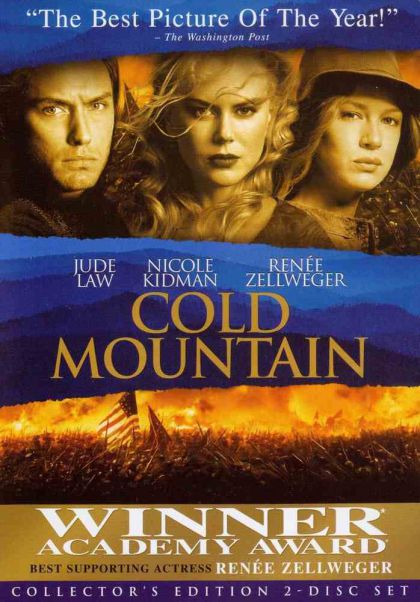 "The Best Picture Of The Year!"
– The Washington Post
JUDE LAW
NICOLE KIDMAN
RENÉE ZELLWEGER
COLD
MOUNTAIN
WINNER*
ACADEMY AWARD®
BEST SUPPORTING ACTRESS RENÉE ZELLWEGER
COLLECTOR'S EDITION 2-DISC SET